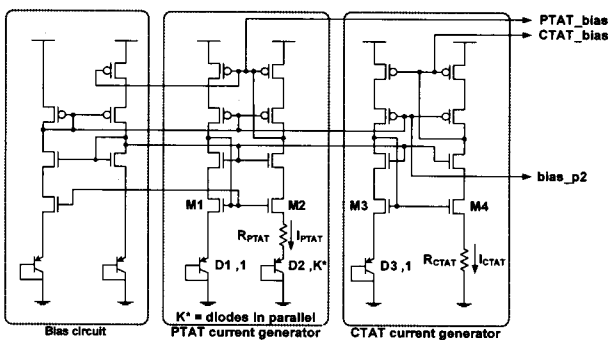 PTAT_bias
CTAT_bias
bias_p2
M1
M2
M3
M4
RPTAT
IPTAT
RCTAT
ICTAT
D1 ,1
D2 ,K*
D3 ,1
K* = diodes in parallel
Bias circuit
PTAT current generator
CTAT current generator